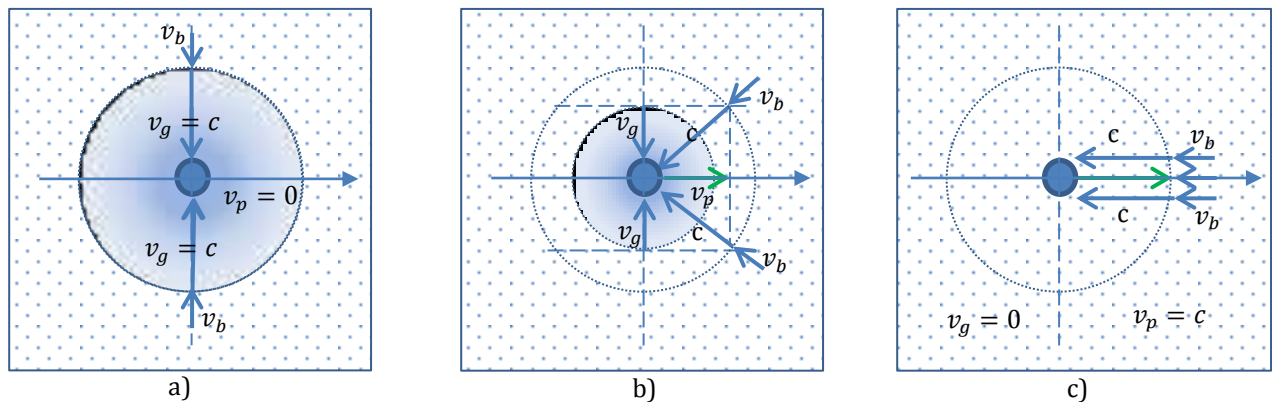 v_b
v_g = c
v_p = 0
v_g = c
v_b
a)
v_b
v_g
c
v_p
v_g
c
v_b
b)
c
v_b
c
v_b
v_g = 0
v_p = c
c)